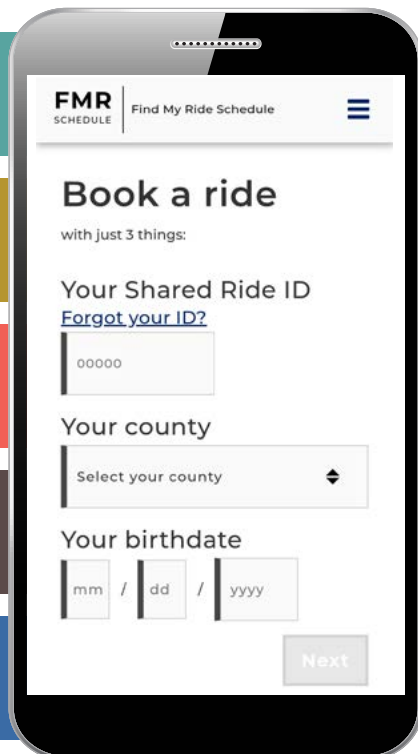 FMR
SCHEDULE
Find My Ride Schedule
Book a ride
with just 3 things:
Your Shared Ride ID
Forgot your ID?
00000
Your county
Select your county
Your birthdate
mm / dd / yyyy
Next